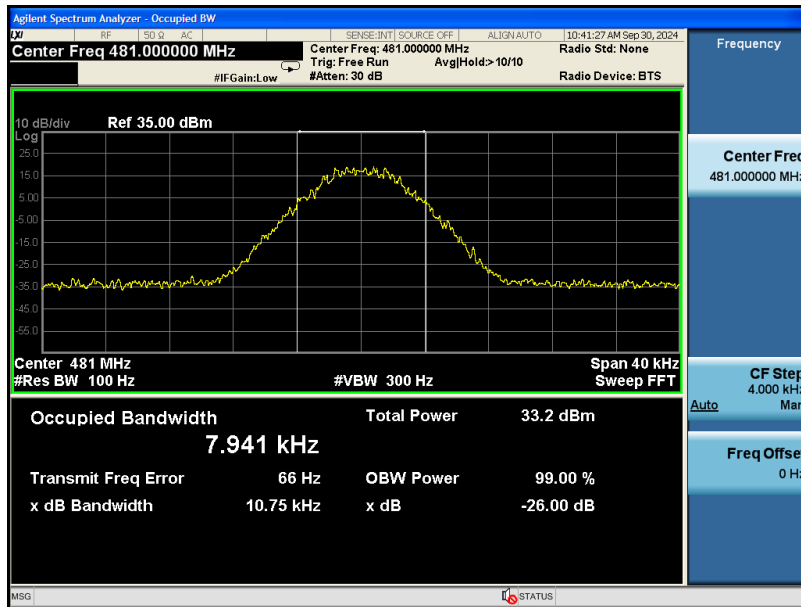 Agilent Spectrum Analyzer - Occupied BW
LXI RF 50 Ω AC SENSE:INT SOURCE OFF ALIGN AUTO 10:41:27 AM Sep 30, 2024
Center Freq 481.000000 MHz
Center Freq: 481.000000 MHz
Radio Std: None
Trig: Free Run Avg|Hold:>10/10
#IFGain:Low
#Atten: 30 dB
Radio Device: BTS
10 dB/div Ref 35.00 dBm
Log
25.0
15.0
5.00
-5.00
-15.0
-25.0
-35.0
-45.0
-55.0
Center 481 MHz
Span 40 kHz
#Res BW 100 Hz
#VBW 300 Hz
Sweep FFT
Occupied Bandwidth
7.941 kHz
Total Power 33.2 dBm
Transmit Freq Error 66 Hz
OBW Power 99.00 %
x dB Bandwidth 10.75 kHz
x dB -26.00 dB
Frequency
Center Freq
481.000000 MHz
CF Step
4.000 kHz
Auto Man
Freq Offset
0 Hz
MSG
STATUS